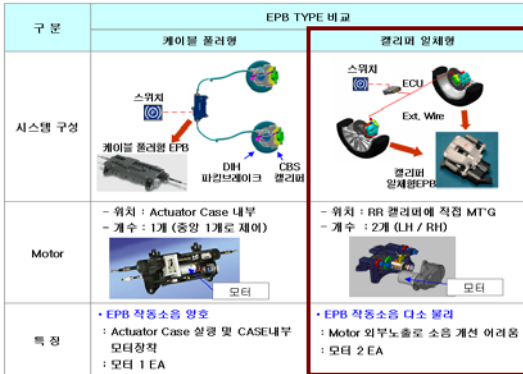 구 분
EPB TYPE 비교
케이블 풀러형
캘리퍼 일체형
시스템 구성
스위치
케이블 풀러형 EPB
DIH
파킹브레이크
CBS
캘리퍼
스위치
ECU
Ext, Wire
캘리퍼
일체형EPB
Motor
- 위치 : Actuator Case 내부
- 개수 : 1개 (중앙 1개로 제어)
모터
- 위치 : RR 캘리퍼에 직접 MT'G
- 개수 : 2개 (LH / RH)
모터
특 징
• EPB 작동소음 양호
: Actuator Case 실링 및 CASE내부
모터장착
: 모터 1 EA
• EPB 작동소음 다소 불리
: Motor 외부노출로 소음 개선 어려움
: 모터 2 EA